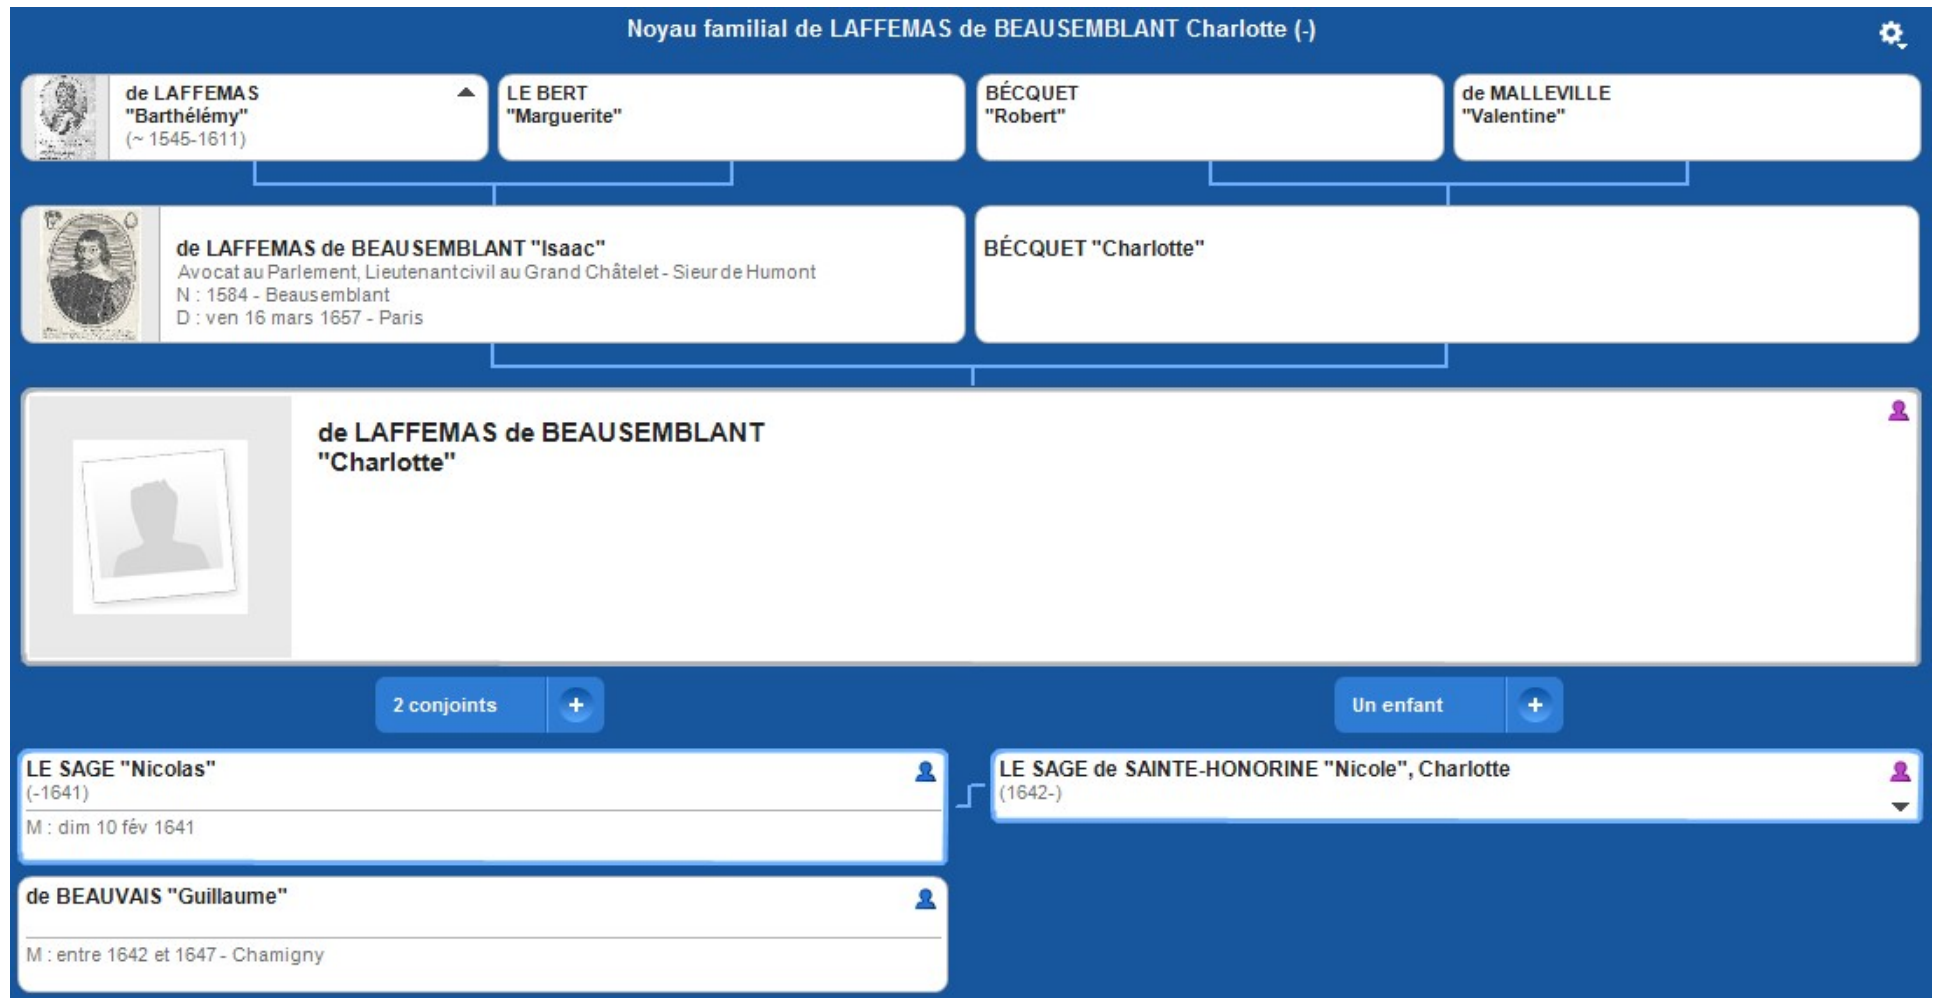 Noyau familial de LAFFEMAS de BEAUSEMBLANT Charlotte (-)
de LAFFEMAS
"Barthélémy"
(~ 1545-1611)
LE BERT
"Marguerite"
BÉCQUET
"Robert"
de MALLEVILLE
"Valentine"
de LAFFEMAS de BEAUSEMBLANT "Isaac"
Avocat au Parlement, Lieutenant civil au Grand Châtelet - Sieur de Humont
N : 1584 - Beausemblant
D : ven 16 mars 1657 - Paris
BÉCQUET "Charlotte"
de LAFFEMAS de BEAUSEMBLANT
"Charlotte"
2 conjoints +
Un enfant +
LE SAGE "Nicolas"
(-1641)
M : dim 10 fév 1641
LE SAGE de SAINTE-HONORINE "Nicole", Charlotte
(1642-)
de BEAUVAIS "Guillaume"
M : entre 1642 et 1647 - Chamigny